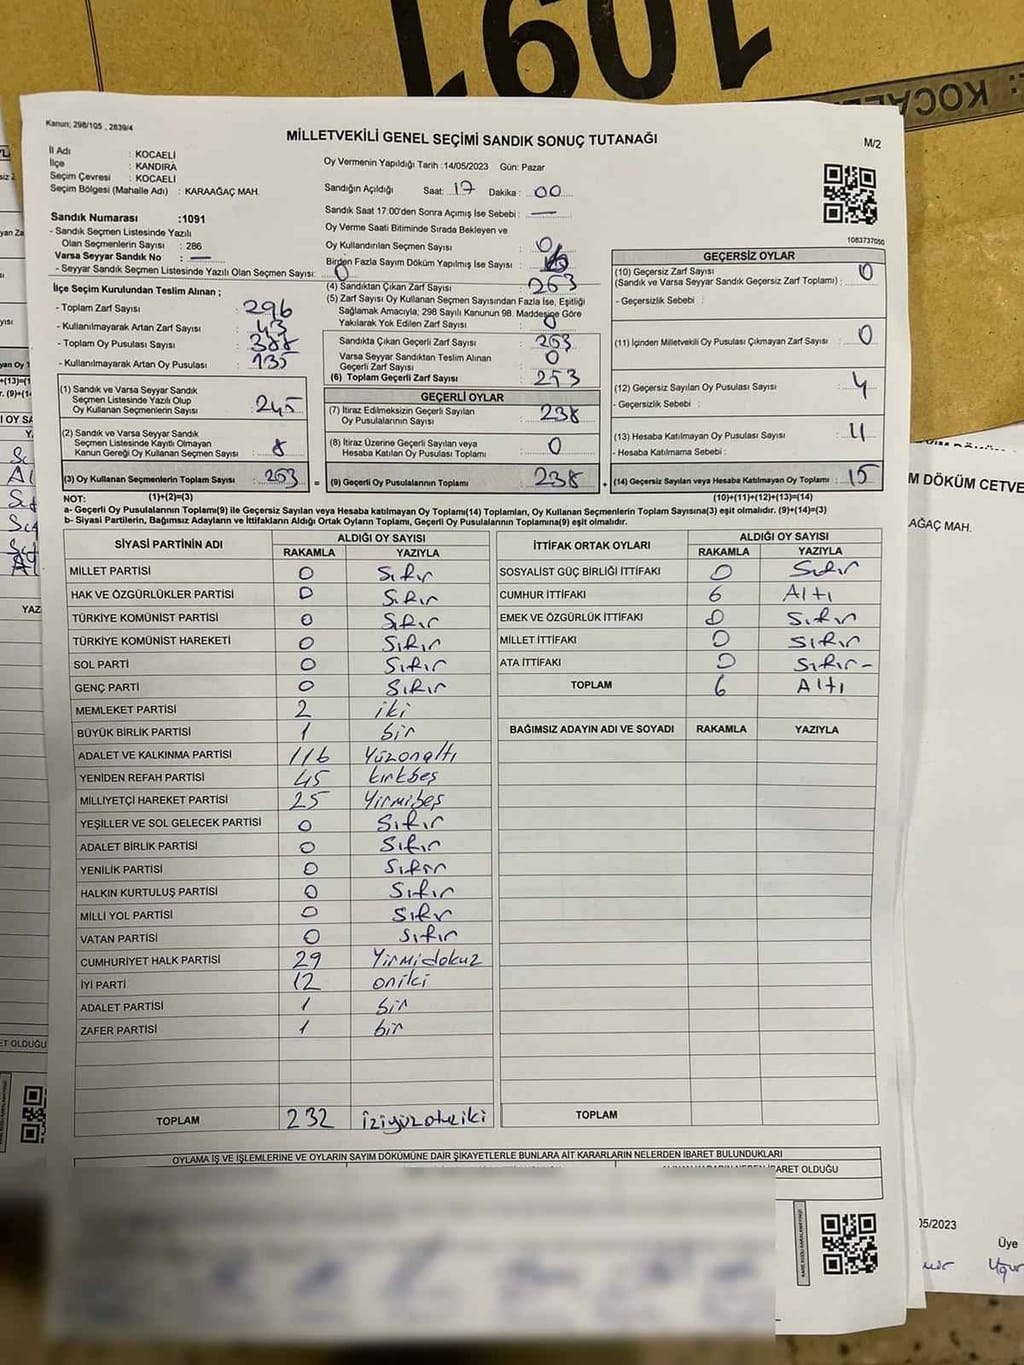 1091
: KOCAEL
Kanun; 298/105 , 2839/4
MİLLETVEKİLİ GENEL SEÇİMİ SANDIK SONUÇ TUTANAĞI
M/2
İl Adı : KOCAELİ
İlçe : KANDIRA
Seçim Çevresi : KOCAELİ
Seçim Bölgesi (Mahalle Adı) : KARAAĞAÇ MAH.
Oy Vermenin Yapıldığı Tarih :14/05/2023 Gün: Pazar
Sandığın Açıldığı Saat: 17 Dakika : 00
Sandık Saat 17:00'den Sonra Açımış İse Sebebi : —
Oy Verme Saati Bitiminde Sırada Bekleyen ve
Oy Kullandırılan Seçmen Sayısı : 0
Birden Fazla Sayım Döküm Yapılmış İse Sayısı :
Sandık Numarası :1091
- Sandık Seçmen Listesinde Yazılı
Olan Seçmenlerin Sayısı : 286
Varsa Seyyar Sandık No : —
- Seyyar Sandık Seçmen Listesinde Yazılı Olan Seçmen Sayısı: 0
1083737056
İlçe Seçim Kurulundan Teslim Alınan ;
- Toplam Zarf Sayısı : 296
- Kullanılmayarak Artan Zarf Sayısı : 43
- Toplam Oy Pusulası Sayısı : 388
- Kullanılmayarak Artan Oy Pusulası : 135
(4) Sandıktan Çıkan Zarf Sayısı : 263
(5) Zarf Sayısı Oy Kullanan Seçmen Sayısından Fazla İse, Eşitliği
Sağlamak Amacıyla; 298 Sayılı Kanunun 98. Maddesine Göre
Yakılarak Yok Edilen Zarf Sayısı : 0
Sandıkta Çıkan Geçerli Zarf Sayısı : 263
Varsa Seyyar Sandıktan Teslim Alınan
Geçerli Zarf Sayısı : 0
(6) Toplam Geçerli Zarf Sayısı : 253
GEÇERSİZ OYLAR
(10) Geçersiz Zarf Sayısı
(Sandık ve Varsa Seyyar Sandık Geçersiz Zarf Toplamı) : 0
- Geçersizlik Sebebi :
(11) İçinden Milletvekili Oy Pusulası Çıkmayan Zarf Sayısı : 0
(12) Geçersiz Sayılan Oy Pusulası Sayısı : 4
- Geçersizlik Sebebi :
(13) Hesaba Katılmayan Oy Pusulası Sayısı : 11
- Hesaba Katılmama Sebebi :
(14) Geçersiz Sayılan veya Hesaba Katılmayan Oy Toplamı : 15
(1) Sandık ve Varsa Seyyar Sandık
Seçmen Listesinde Yazılı Olup
Oy Kullanan Seçmenlerin Sayısı : 245
(2) Sandık ve Varsa Seyyar Sandık
Seçmen Listesinde Kayıtlı Olmayan
Kanun Gereği Oy Kullanan Seçmen Sayısı : 8
(3) Oy Kullanan Seçmenlerin Toplam Sayısı : 253 =
GEÇERLİ OYLAR
(7) İtiraz Edilmeksizin Geçerli Sayılan
Oy Pusulalarının Sayısı : 238
(8) İtiraz Üzerine Geçerli Sayılan veya
Hesaba Katılan Oy Pusulası Toplamı : 0
(9) Geçerli Oy Pusulalarının Toplamı : 238 +
NOT: (1)+(2)=(3) (10)+(11)+(12)+(13)=(14)
a- Geçerli Oy Pusulalarının Toplamı(9) ile Geçersiz Sayılan veya Hesaba katılmayan Oy Toplamı(14) Toplamları, Oy Kullanan Seçmenlerin Toplam Sayısına(3) eşit olmalıdır. (9)+(14)=(3)
b- Siyasi Partilerin, Bağımsız Adayların ve İttifakların Aldığı Ortak Oyların Toplamı, Geçerli Oy Pusulalarının Toplamına(9) eşit olmalıdır.
SİYASİ PARTİNİN ADI ALDIĞI OY SAYISI
RAKAMLA YAZIYLA
MİLLET PARTİSİ 0 Sıfır
HAK VE ÖZGÜRLÜKLER PARTİSİ 0 Sıfır
TÜRKİYE KOMÜNİST PARTİSİ 0 Sıfır
TÜRKİYE KOMÜNİST HAREKETİ 0 Sıfır
SOL PARTİ 0 Sıfır
GENÇ PARTİ 0 Sıfır
MEMLEKET PARTİSİ 2 iki
BÜYÜK BİRLİK PARTİSİ 1 bir
ADALET VE KALKINMA PARTİSİ 116 Yüzonaltı
YENİDEN REFAH PARTİSİ 45 kırkbeş
MİLLİYETÇİ HAREKET PARTİSİ 25 Yirmibeş
YEŞİLLER VE SOL GELECEK PARTİSİ 0 Sıfır
ADALET BİRLİK PARTİSİ 0 Sıfır
YENİLİK PARTİSİ 0 Sıfır
HALKIN KURTULUŞ PARTİSİ 0 Sıfır
MİLLİ YOL PARTİSİ 0 Sıfır
VATAN PARTİSİ 0 Sıfır
CUMHURİYET HALK PARTİSİ 29 Yirmidokuz
İYİ PARTİ 12 oniki
ADALET PARTİSİ 1 bir
ZAFER PARTİSİ 1 bir
TOPLAM 232 İkiyüzotuziki
İTTİFAK ORTAK OYLARI ALDIĞI OY SAYISI
RAKAMLA YAZIYLA
SOSYALİST GÜÇ BİRLİĞİ İTTİFAKI 0 Sıfır
CUMHUR İTTİFAKI 6 Altı
EMEK VE ÖZGÜRLÜK İTTİFAKI 0 Sıfır
MİLLET İTTİFAKI 0 Sıfır
ATA İTTİFAKI 0 Sıfır-
TOPLAM 6 Altı
BAĞIMSIZ ADAYIN ADI VE SOYADI RAKAMLA YAZIYLA
TOPLAM
OYLAMA İŞ VE İŞLEMLERİNE VE OYLARIN SAYIM DÖKÜMÜNE DAİR ŞİKAYETLERLE BUNLARA AİT KARARLARIN NELERDEN İBARET BULUNDUKLARI
BARET OLDUĞU
M DÖKÜM CETVE
AĞAÇ MAH.
05/2023
Üye
Uğur
YAZ
ET OLDUĞU